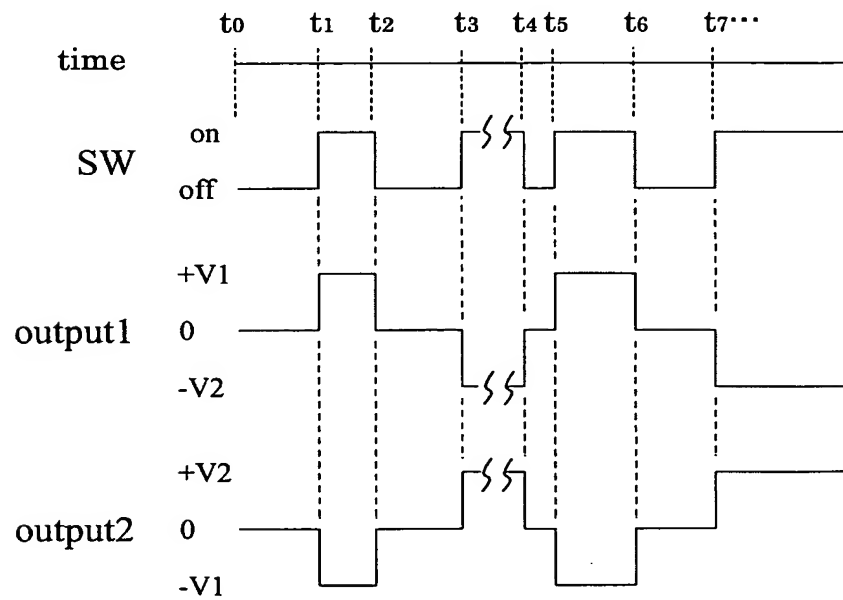 t0 t1 t2 t3 t4 t5 t6 t7···
time
on
SW
off
+V1
output1 0
-V2
+V2
output2 0
-V1